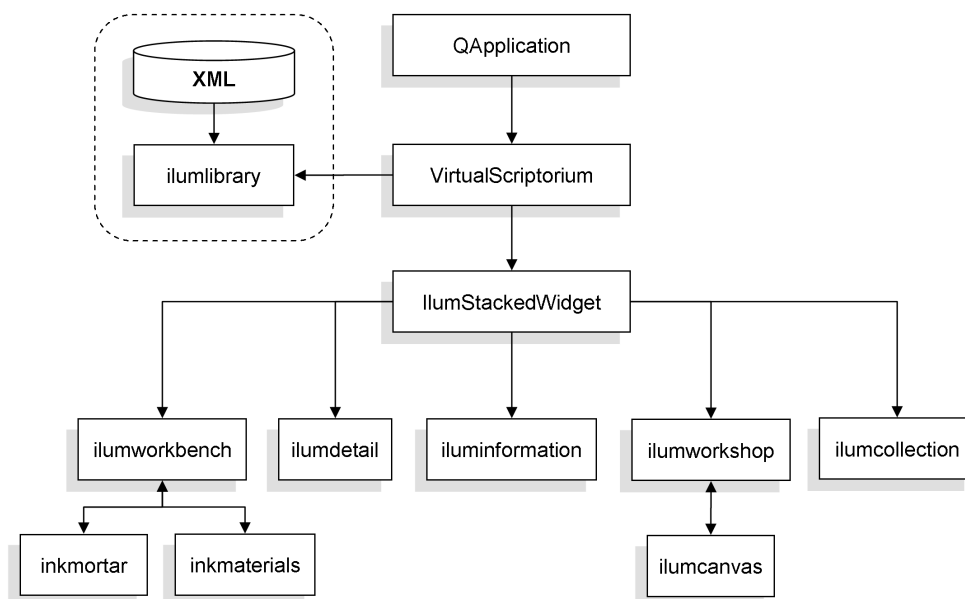 XML
QApplication
ilumlibrary
VirtualScriptorium
IlumStackedWidget
ilumworkbench
ilumdetail
iluminformation
ilumworkshop
ilumcollection
inkmortar
inkmaterials
ilumcanvas